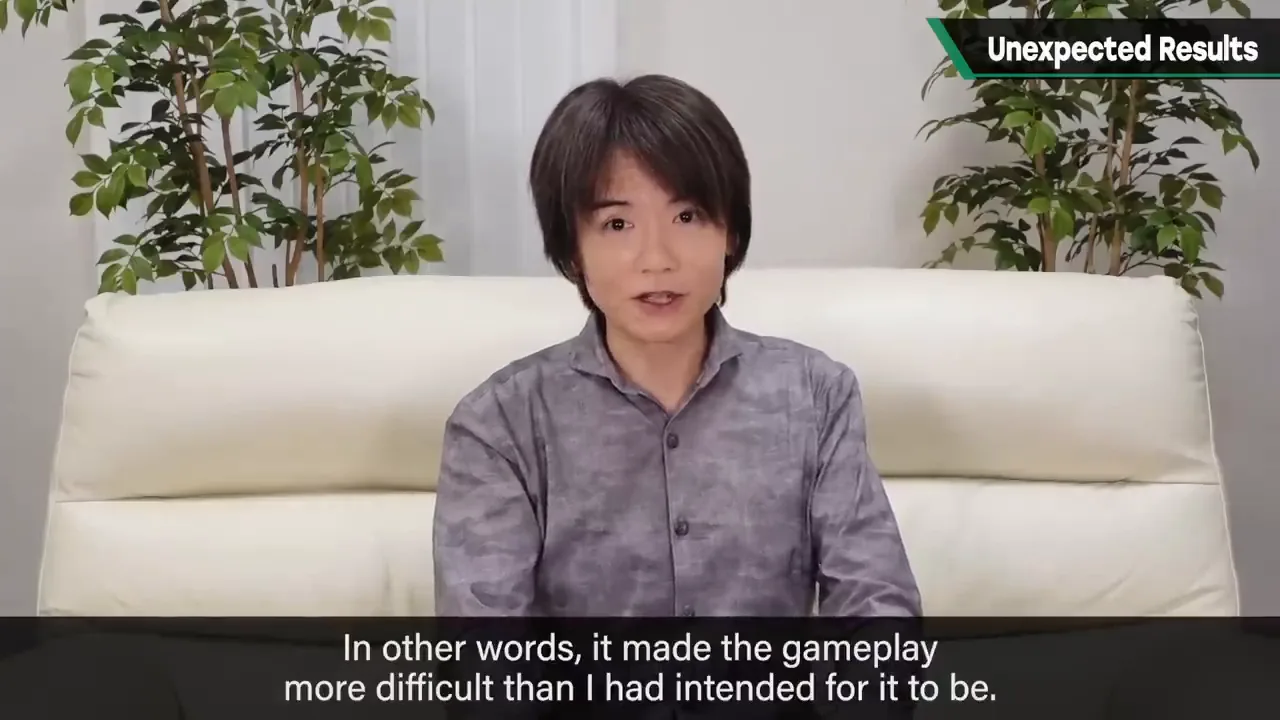 Unexpected Results
In other words, it made the gameplay
more difficult than I had intended for it to be.